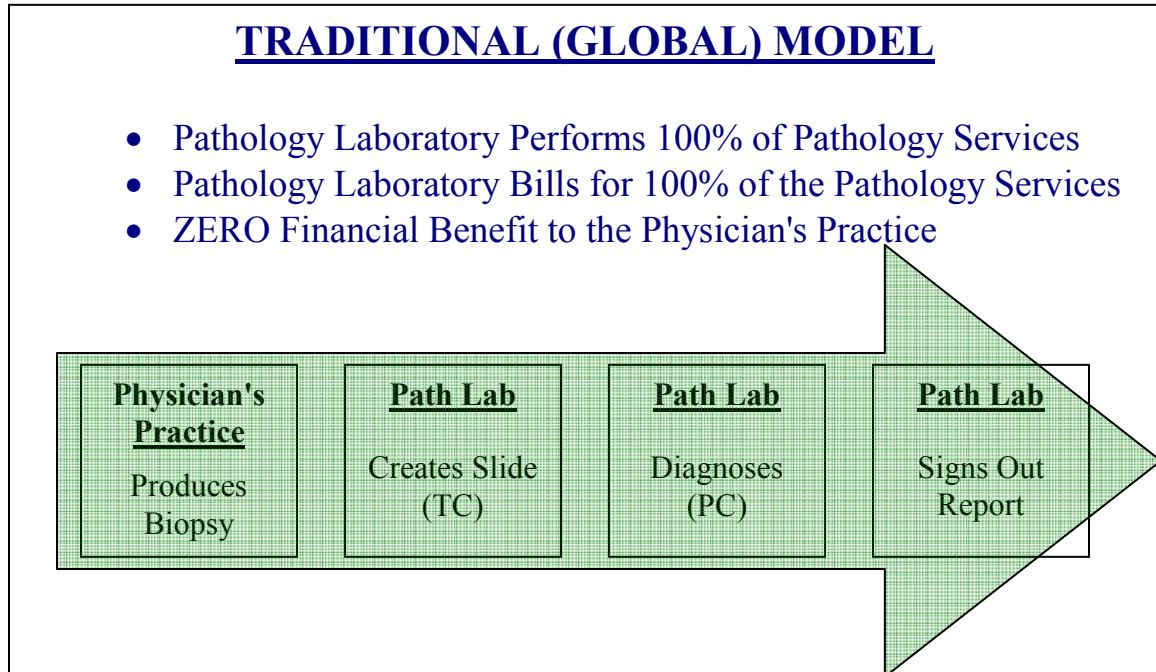 TRADITIONAL (GLOBAL) MODEL
• Pathology Laboratory Performs 100% of Pathology Services
• Pathology Laboratory Bills for 100% of the Pathology Services
• ZERO Financial Benefit to the Physician's Practice
Physician's
Practice
Produces
Biopsy
Path Lab
Creates Slide
(TC)
Path Lab
Diagnoses
(PC)
Path Lab
Signs Out
Report